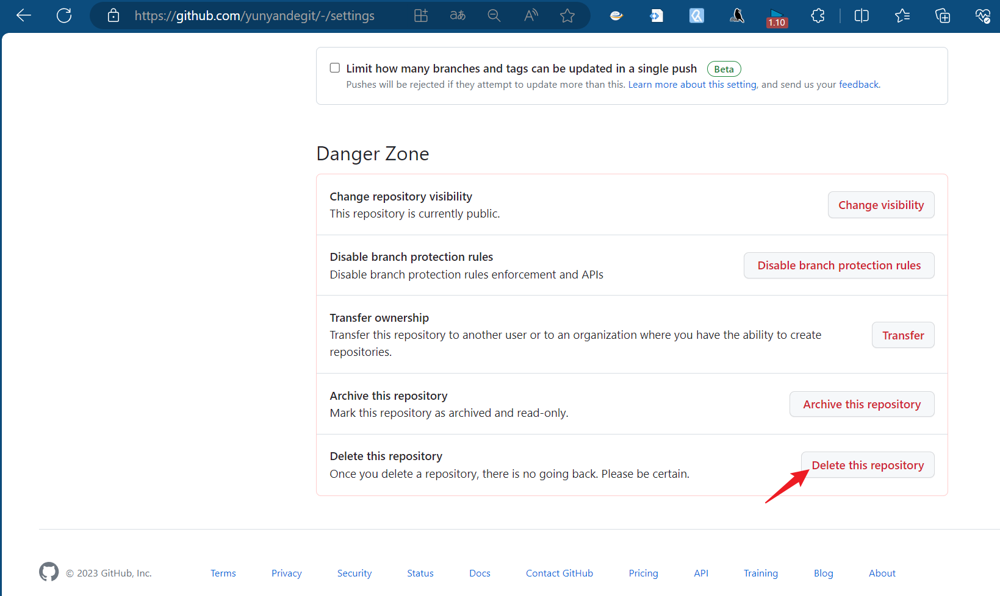 https://github.com/yunyandegit/-/settings
aあ
A
1.10
Limit how many branches and tags can be updated in a single push Beta
Pushes will be rejected if they attempt to update more than this. Learn more about this setting, and send us your feedback.
Danger Zone
Change repository visibility
This repository is currently public.
Change visibility
Disable branch protection rules
Disable branch protection rules enforcement and APIs
Disable branch protection rules
Transfer ownership
Transfer this repository to another user or to an organization where you have the ability to create
repositories.
Transfer
Archive this repository
Mark this repository as archived and read-only.
Archive this repository
Delete this repository
Once you delete a repository, there is no going back. Please be certain.
Delete this repository
© 2023 GitHub, Inc. Terms Privacy Security Status Docs Contact GitHub Pricing API Training Blog About